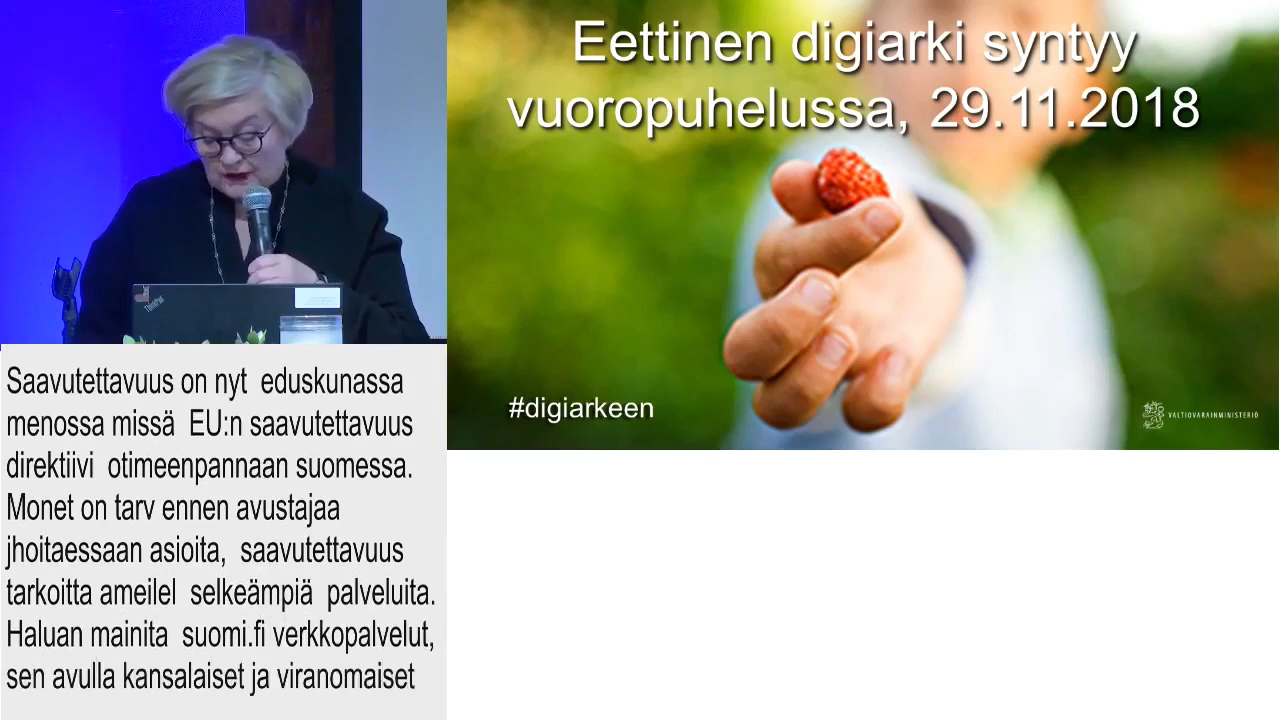 Eettinen digiarki syntyy
vuoropuhelussa, 29.11.2018
#digiarkeen
VALTIOVARAINMINISTERIÖ
ThinkPad
Saavutettavuus on nyt eduskunassa
menossa missä EU:n saavutettavuus
direktiivi otimeenpannaan suomessa.
Monet on tarv ennen avustajaa
jhoitaessaan asioita, saavutettavuus
tarkoitta ameilel selkeämpiä palveluita.
Haluan mainita suomi.fi verkkopalvelut,
sen avulla kansalaiset ja viranomaiset